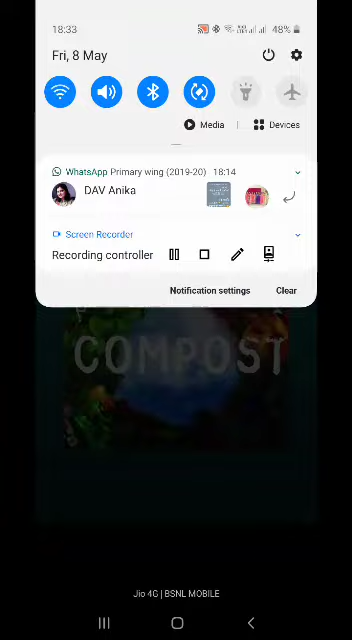 18:33
48%
Fri, 8 May
Media | Devices
WhatsApp Primary wing (2019-20) 18:14
DAV Anika
Screen Recorder
Recording controller
Notification settings Clear
COMPOST
Jio 4G | BSNL MOBILE